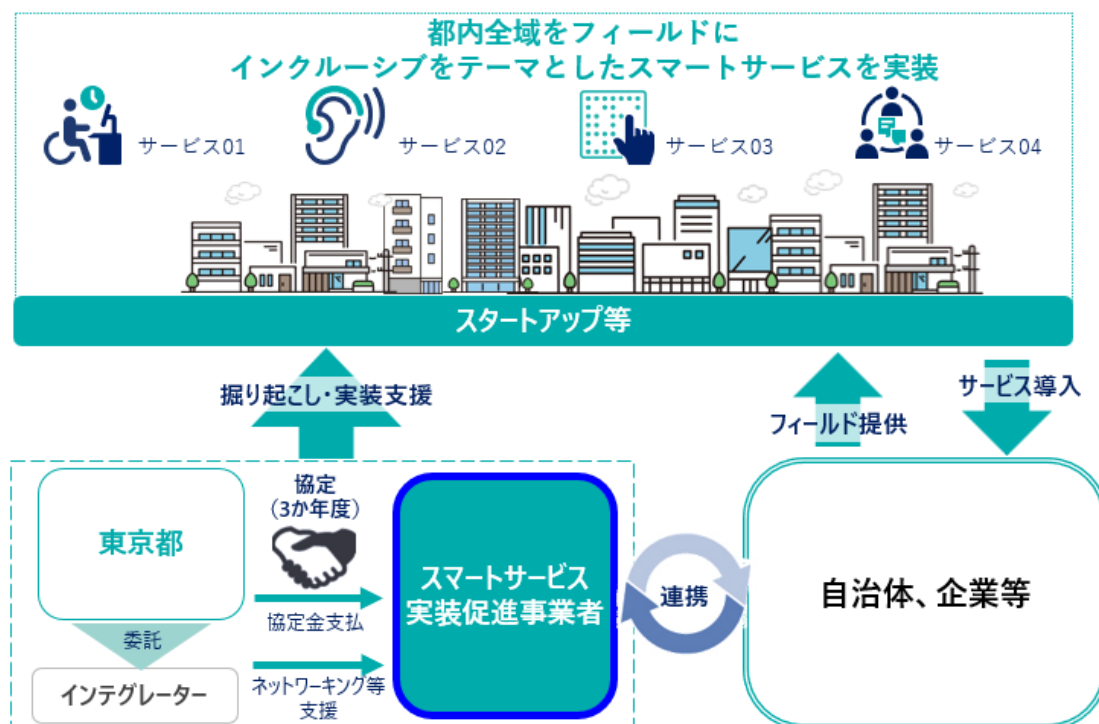 都内全域をフィールドに
インクルーシブをテーマとしたスマートサービスを実装
サービス01
サービス02
サービス03
サービス04
スタートアップ等
掘り起こし・実装支援
フィールド提供
サービス導入
東京都
委託
インテグレーター
協定
（3か年度）
協定金支払
ネットワーキング等
支援
スマートサービス
実装促進事業者
連携
自治体、企業等